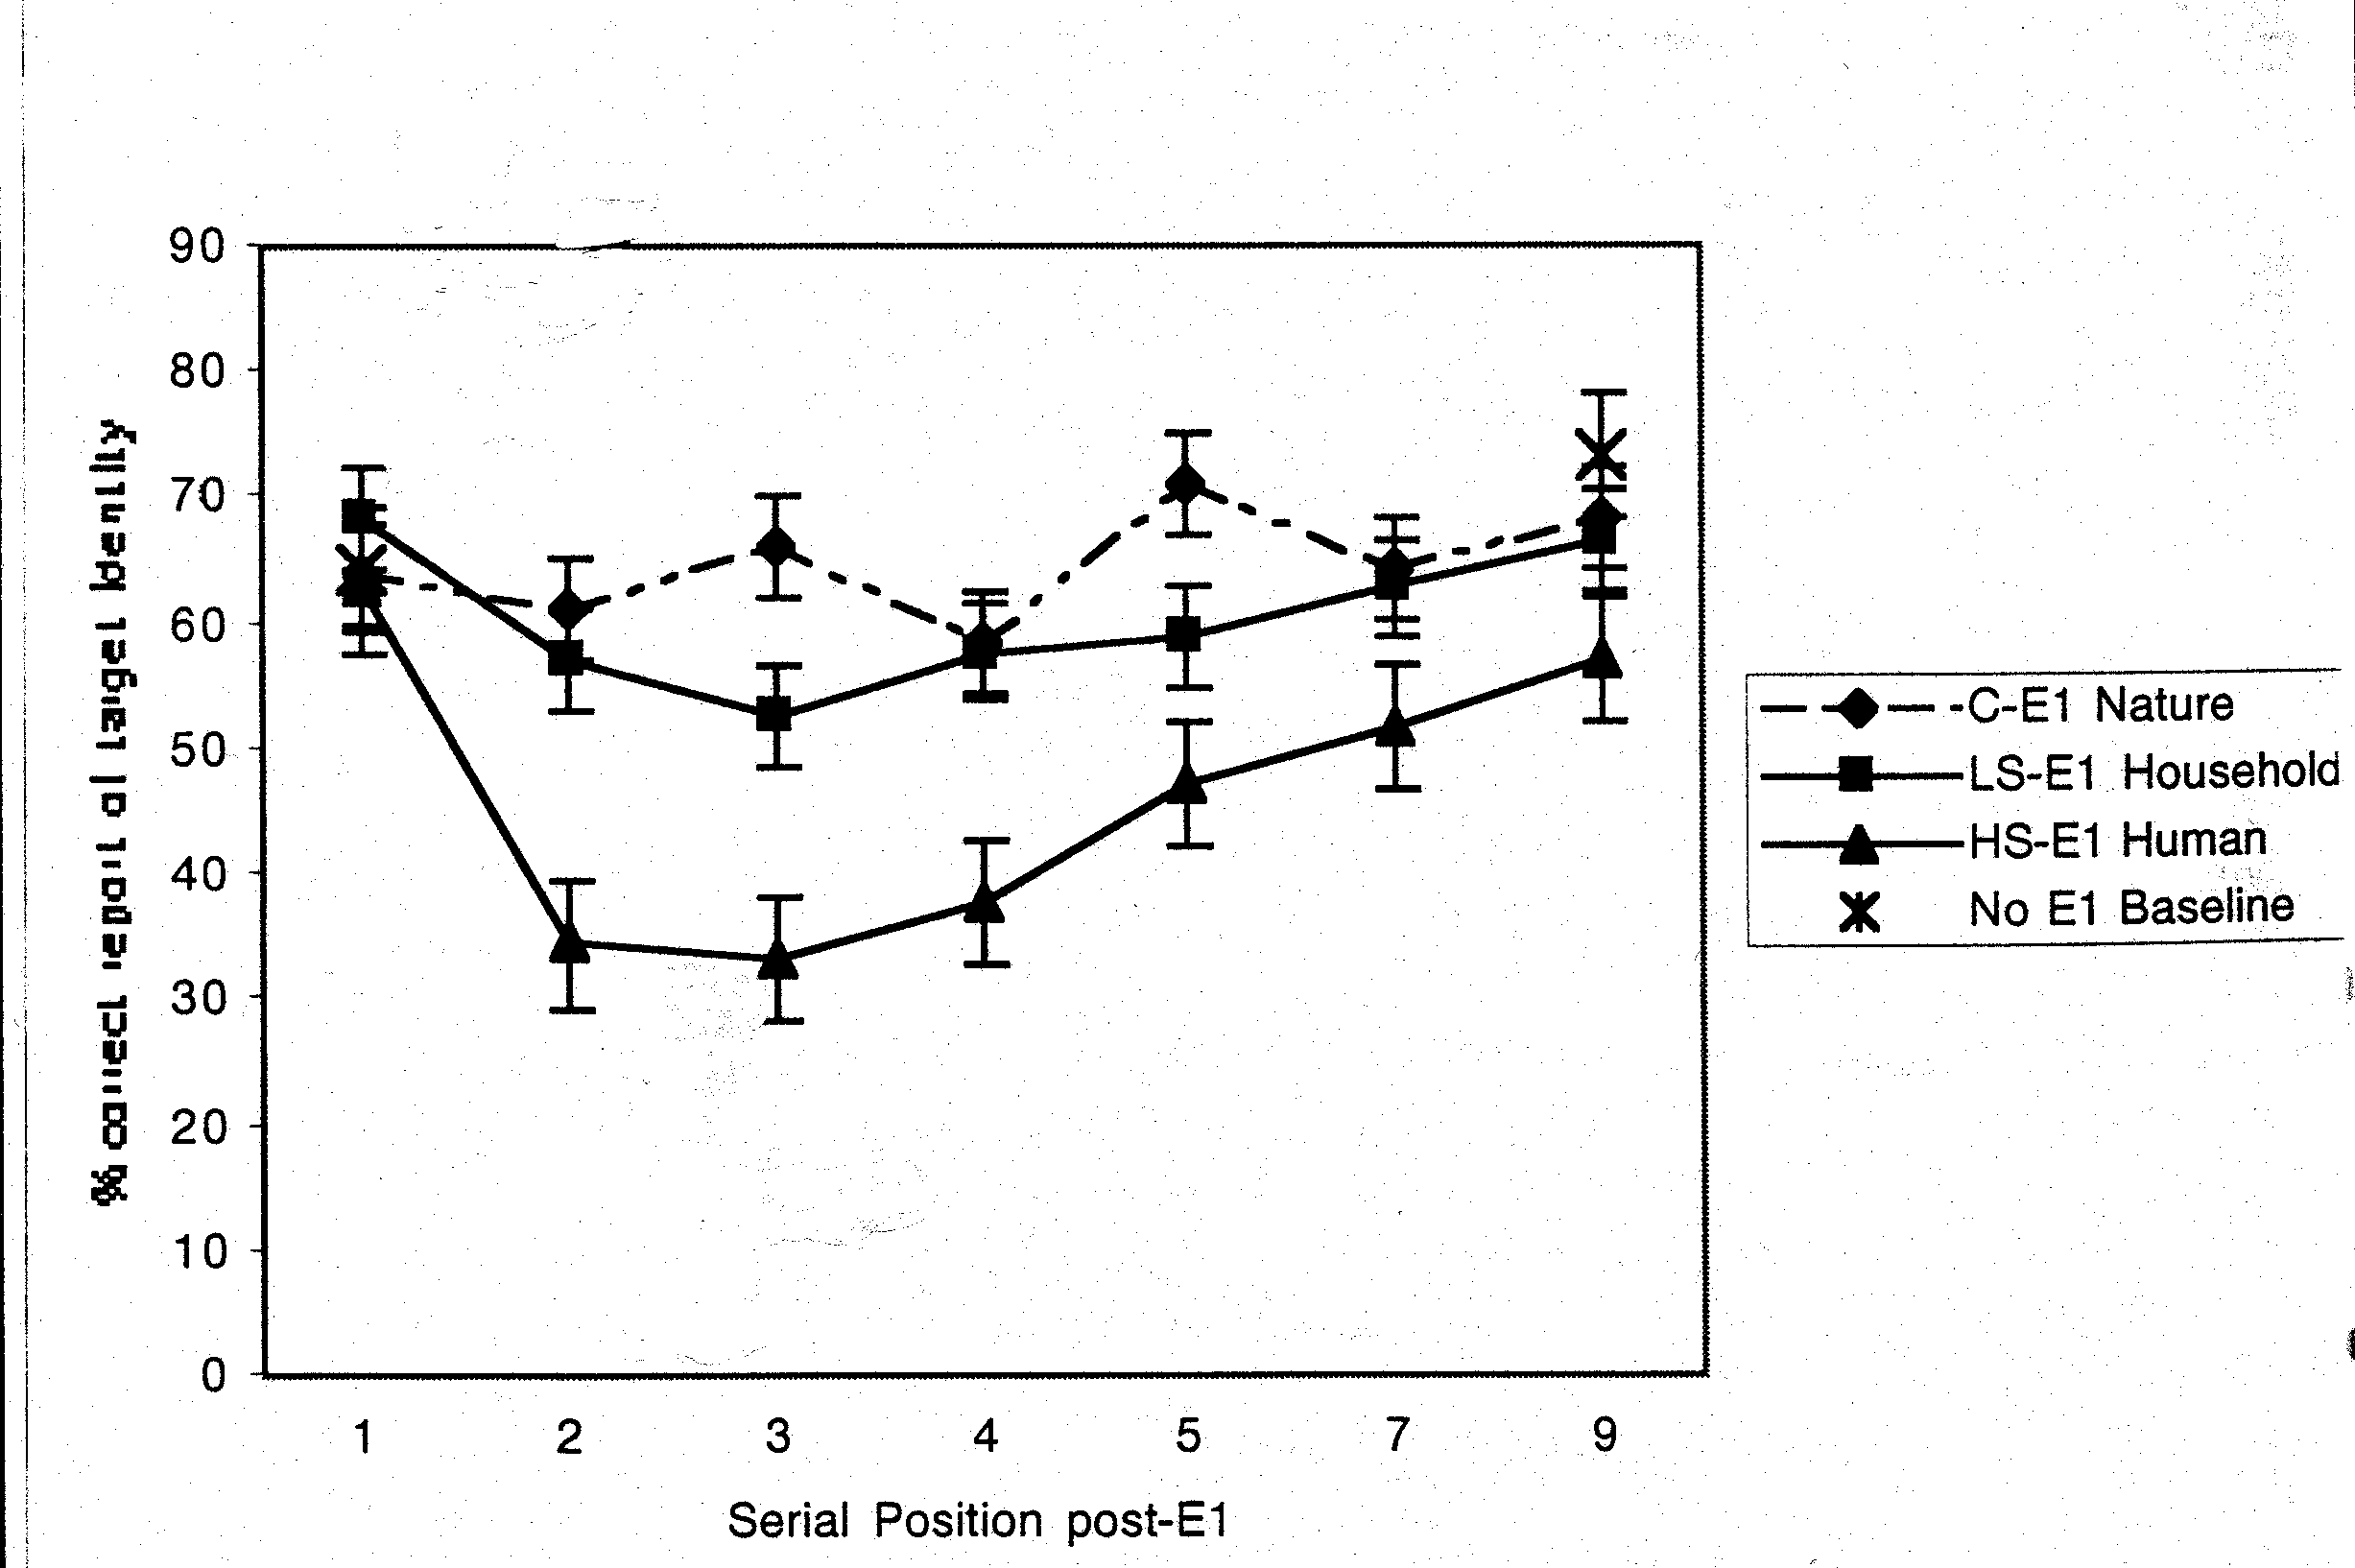 90
80
70
60
50
40
30
20
10
0
% correct report of target identity
1 2 3 4 5 7 9
Serial Position post-E1
C-E1 Nature
LS-E1 Household
HS-E1 Human
No E1 Baseline